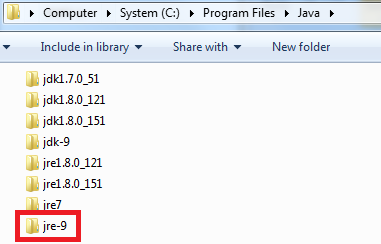 Computer System (C:) Program Files Java
Include in library Share with New folder
jdk1.7.0_51
jdk1.8.0_121
jdk1.8.0_151
jdk-9
jre1.8.0_121
jre1.8.0_151
jre7
jre-9